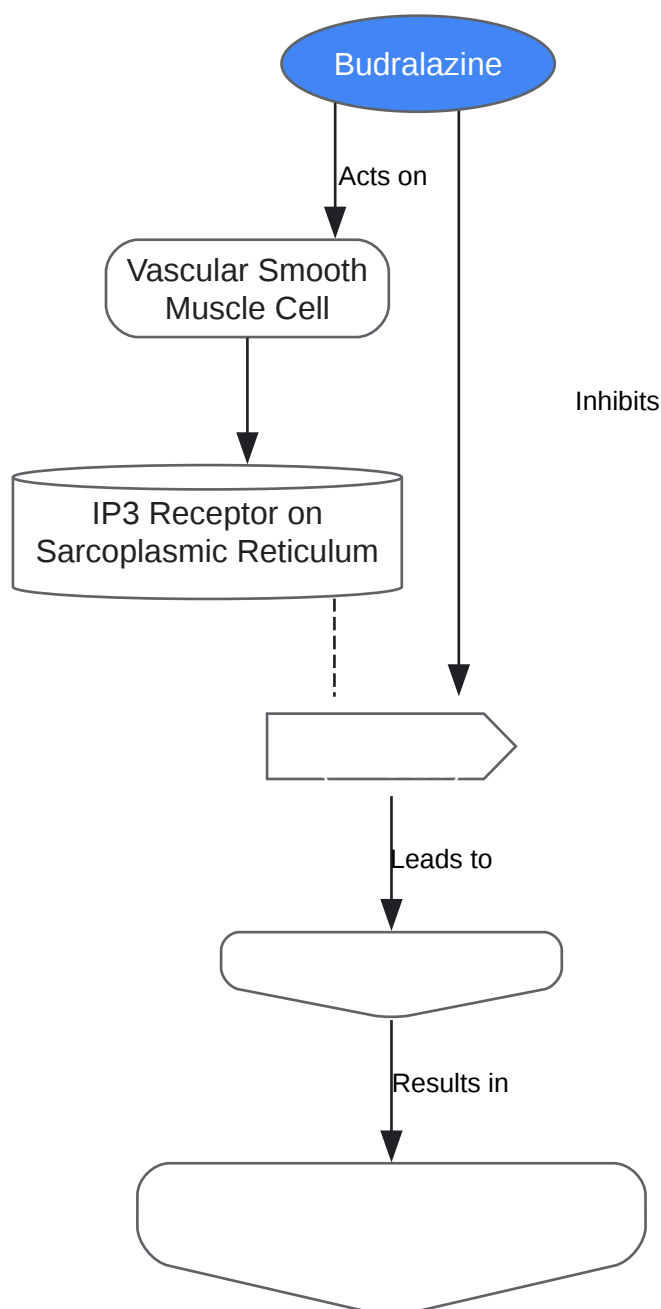 Budralazine
Acts on
Vascular Smooth
Muscle Cell
Inhibits
IP3 Receptor on
Sarcoplasmic Reticulum
Leads to
Results in